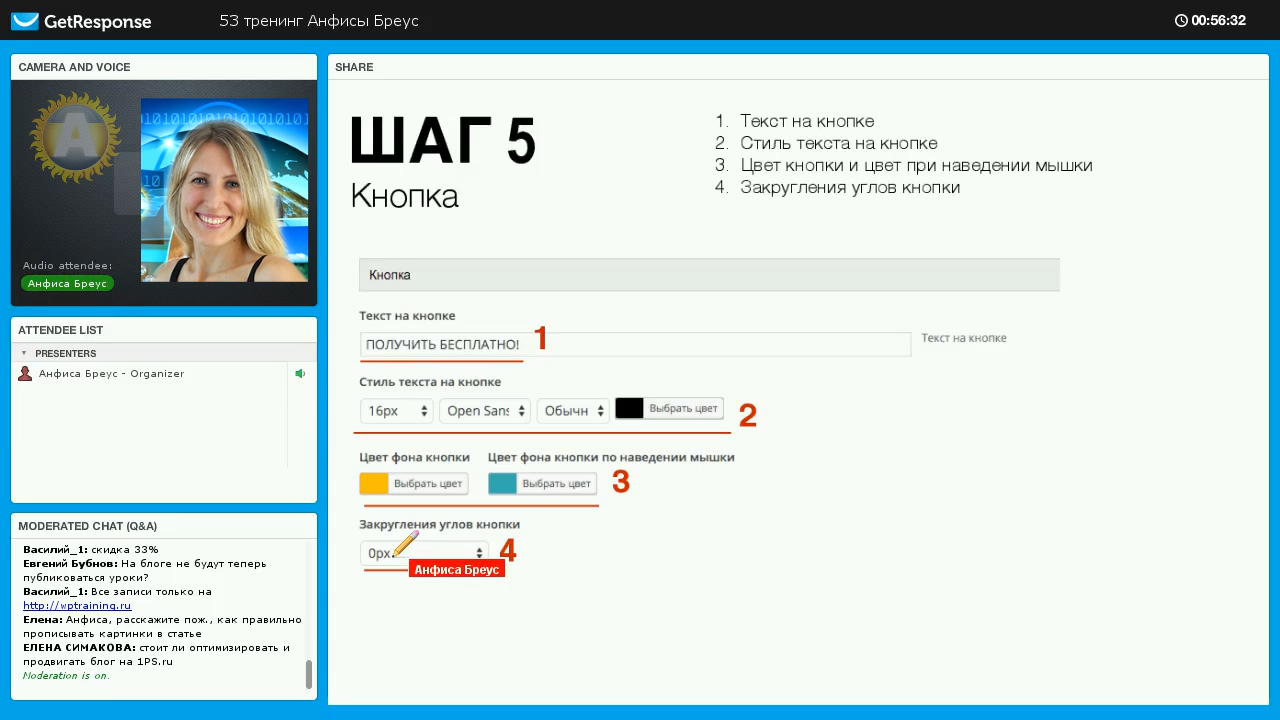 GetResponse
53 тренинг Анфисы Бреус
00:56:32
CAMERA AND VOICE
A
010101010101010101
10
Audio attendee:
Анфиса Бреус
ATTENDEE LIST
PRESENTERS
Анфиса Бреус - Organizer
MODERATED CHAT (Q&A)
Василий_1: скидка 33%
Евгений Бубнов: На блоге не будут теперь
публиковаться уроки?
Василий_1: Все записи только на
http://wptraining.ru
Елена: Анфиса, расскажите пож., как правильно
прописывать картинки в статье
ЕЛЕНА СИМАКОВА: стоит ли оптимизировать и
продвигать блог на 1PS.ru
Moderation is on.
SHARE
ШАГ 5
Кнопка
1. Текст на кнопке
2. Стиль текста на кнопке
3. Цвет кнопки и цвет при наведении мышки
4. Закругления углов кнопки
Кнопка
Текст на кнопке
ПОЛУЧИТЬ БЕСПЛАТНО! 1 Текст на кнопке
Стиль текста на кнопке
16px Open Sans Обычн Выбрать цвет 2
Цвет фона кнопки Цвет фона кнопки по наведении мышки
Выбрать цвет Выбрать цвет 3
Закругления углов кнопки
0px 4
Анфиса Бреус